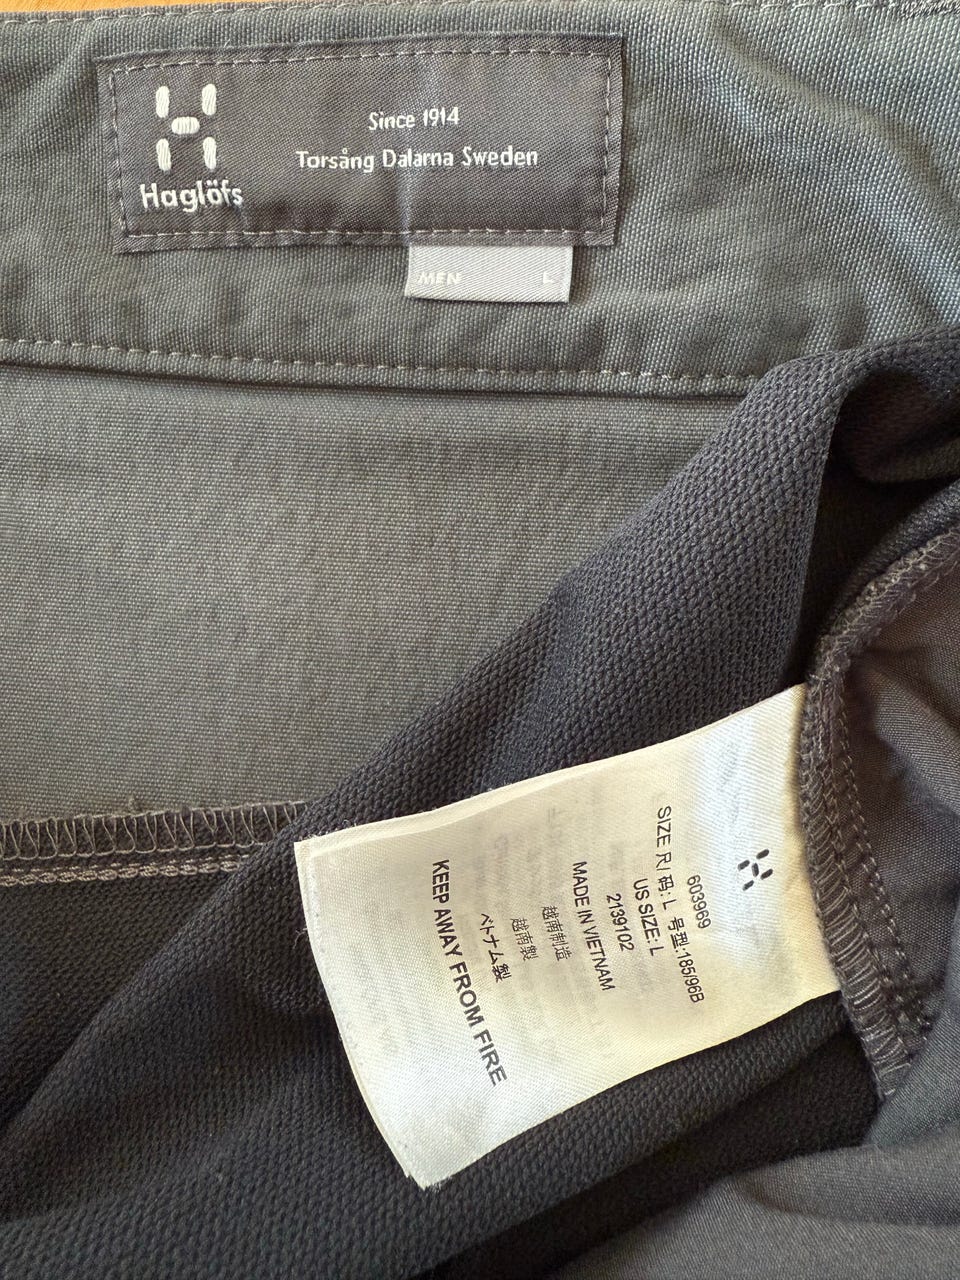 Since 1914
Torsång Dalarna Sweden
Haglöfs
MEN L
603969
SIZE 尺/码: L 号型:185/96B
US SIZE: L
2139102
MADE IN VIETNAM
越南制造
越南製
ベトナム製
KEEP AWAY FROM FIRE